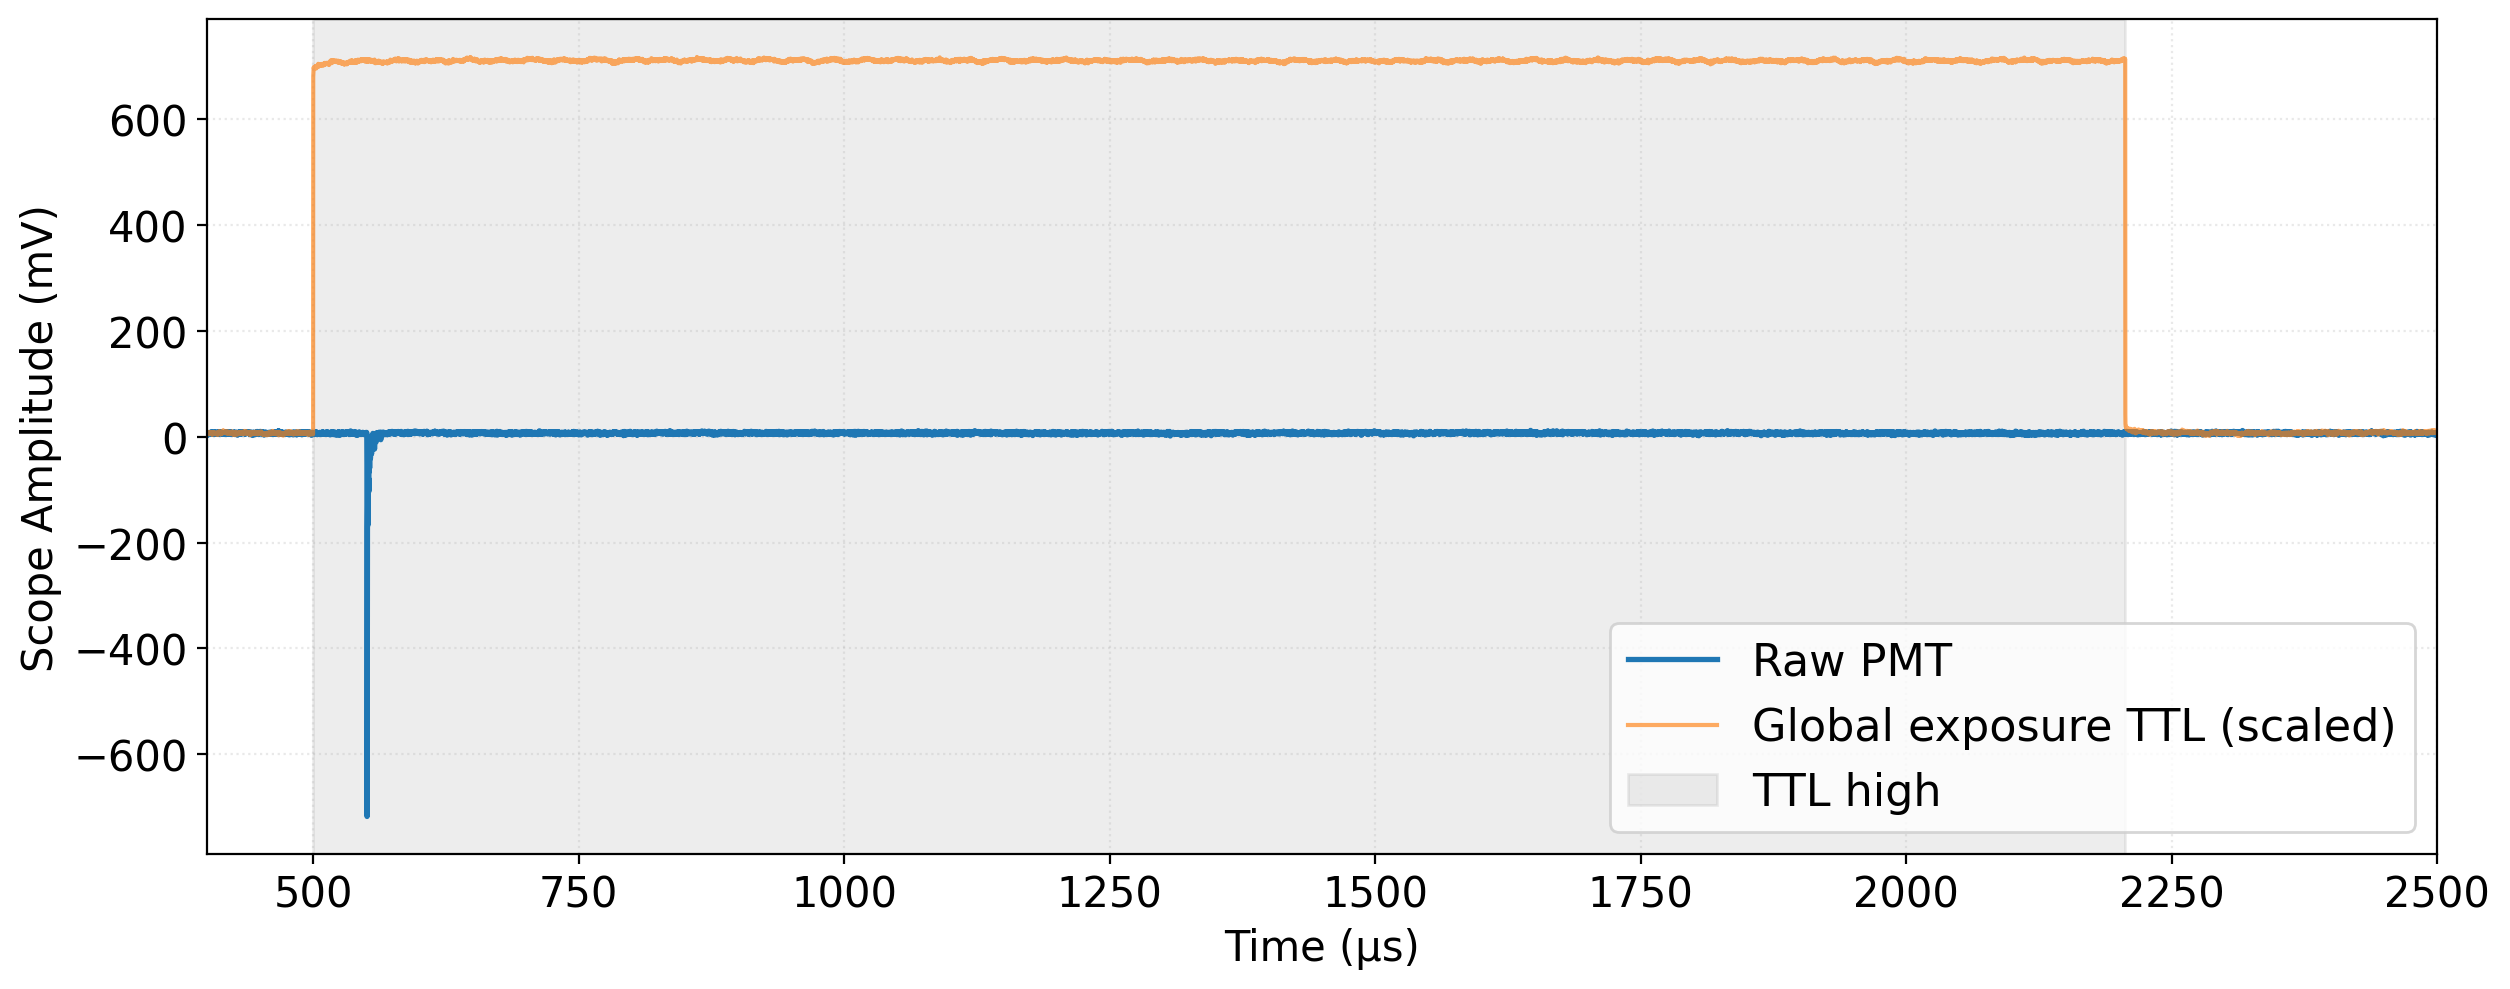 Scope Amplitude (mV)
600
400
200
0
−200
−400
−600
Raw PMT
Global exposure TTL (scaled)
TTL high
500 750 1000 1250 1500 1750 2000 2250 2500
Time (µs)